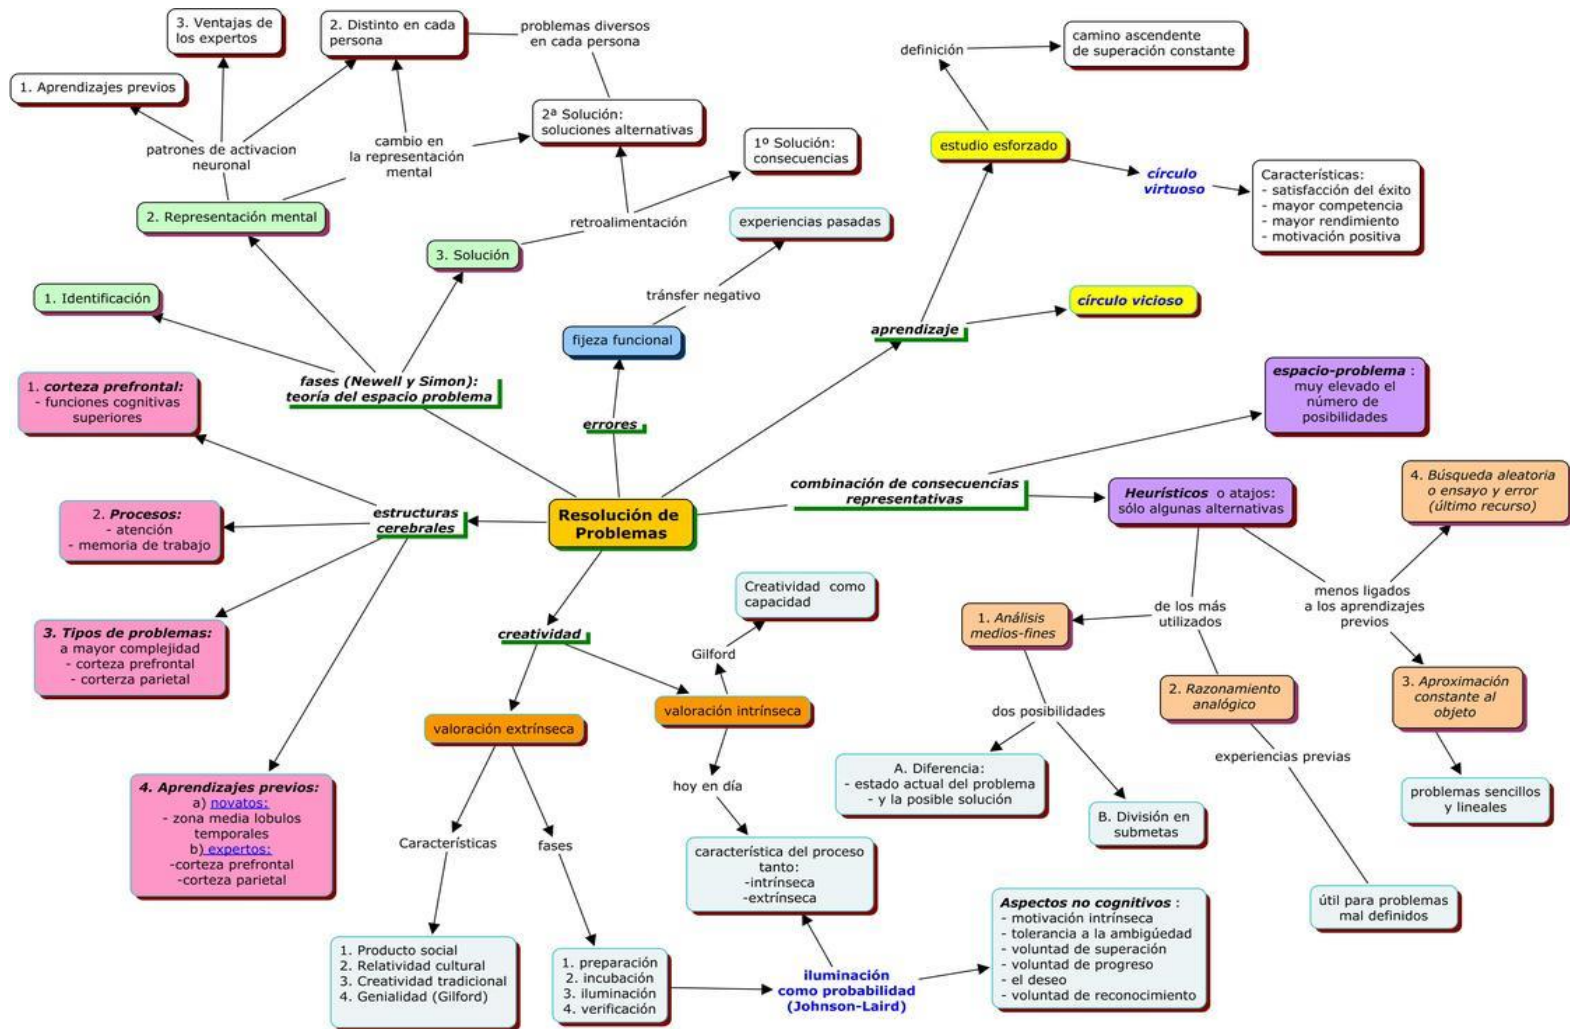 3. Ventajas de
los expertos
2. Distinto en cada
persona
problemas diversos
en cada persona
definición
camino ascendente
de superación constante
1. Aprendizajes previos
patrones de activacion
neuronal
cambio en
la representación
mental
2ª Solución:
soluciones alternativas
1º Solución:
consecuencias
estudio esforzado
círculo
virtuoso
Características:
- satisfacción del éxito
- mayor competencia
- mayor rendimiento
- motivación positiva
2. Representación mental
retroalimentación
experiencias pasadas
3. Solución
1. Identificación
tránsfer negativo
círculo vicioso
fijeza funcional
aprendizaje
fases (Newell y Simon):
teoría del espacio problema
errores
espacio-problema :
muy elevado el
número de
posibilidades
1. corteza prefrontal:
- funciones cognitivas
superiores
combinación de consecuencias
representativas
Heurísticos o atajos:
sólo algunas alternativas
4. Búsqueda aleatoria
o ensayo y error
(último recurso)
2. Procesos:
- atención
- memoria de trabajo
estructuras
cerebrales
Resolución de
Problemas
Creatividad como
capacidad
1. Análisis
medios-fines
de los más
utilizados
menos ligados
a los aprendizajes
previos
3. Tipos de problemas:
a mayor complejidad
- corteza prefrontal
- corterza parietal
creatividad
Gilford
2. Razonamiento
analógico
3. Aproximación
constante al
objeto
valoración extrínseca
valoración intrínseca
dos posibilidades
experiencias previas
4. Aprendizajes previos:
a) novatos:
- zona media lobulos
temporales
b) expertos:
-corteza prefrontal
-corteza parietal
hoy en día
A. Diferencia:
- estado actual del problema
- y la posible solución
B. División en
submetas
problemas sencillos
y lineales
Características
fases
característica del proceso
tanto:
-intrínseca
-extrínseca
útil para problemas
mal definidos
1. Producto social
2. Relatividad cultural
3. Creatividad tradicional
4. Genialidad (Gilford)
1. preparación
2. incubación
3. iluminación
4. verificación
iluminación
como probabilidad
(Johnson-Laird)
Aspectos no cognitivos :
- motivación intrínseca
- tolerancia a la ambigúedad
- voluntad de superación
- voluntad de progreso
- el deseo
- voluntad de reconocimiento